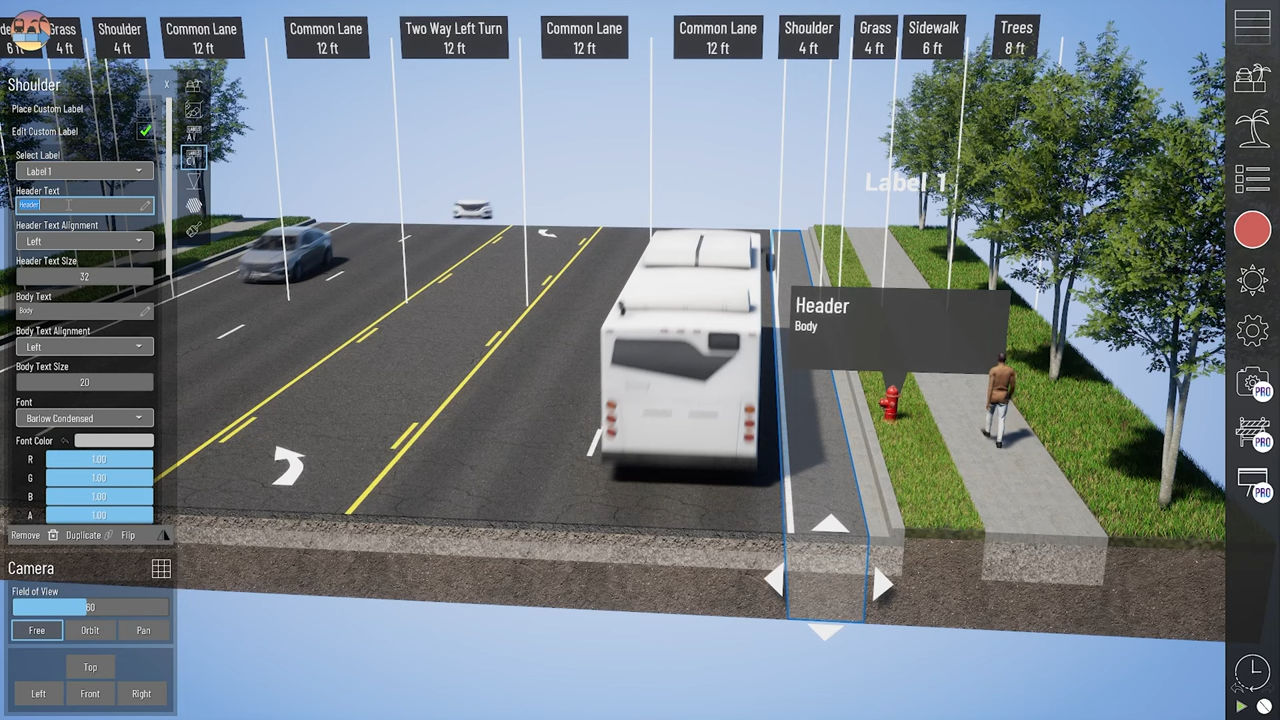 Grass
4 ft
Shoulder
4 ft
Common Lane
12 ft
Common Lane
12 ft
Two Way Left Turn
12 ft
Common Lane
12 ft
Common Lane
12 ft
Shoulder
4 ft
Grass
4 ft
Sidewalk
6 ft
Trees
8 ft
Shoulder
X
Place Custom Label
Edit Custom Label
Select Label
Label 1
Header Text
Header
Header Text Alignment
Left
Header Text Size
32
Body Text
Body
Body Text Alignment
Left
Body Text Size
20
Font
Barlow Condensed
Font Color
R 1.00
G 1.00
B 1.00
A 1.00
Remove Duplicate Flip
Camera
Field of View
60
Free Orbit Pan
Top
Left Front Right
Label 1
Header
Body
PRO
PRO
PRO